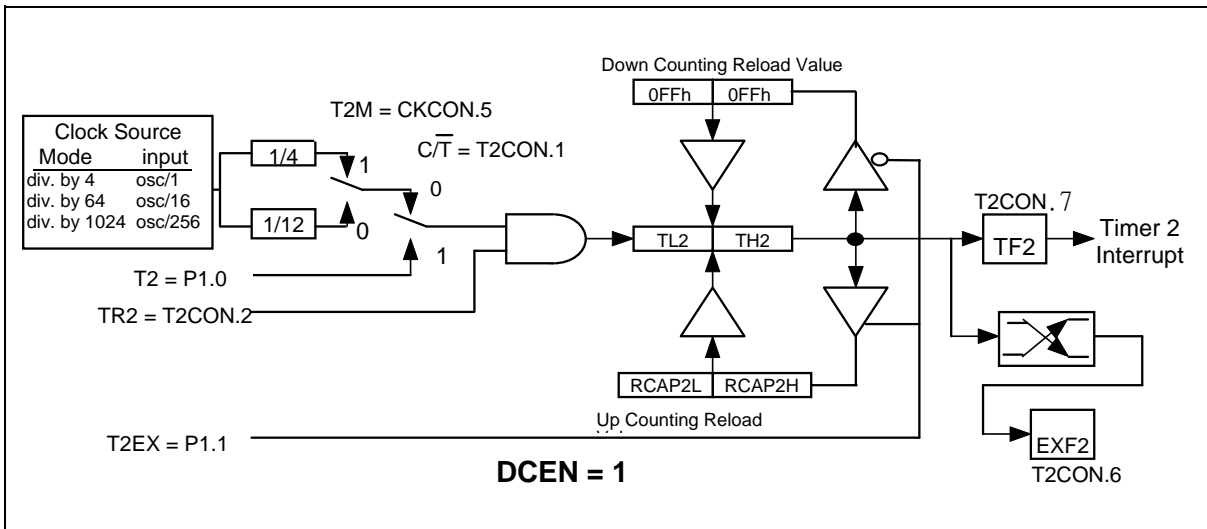 Down Counting Reload Value
0FFh 0FFh
T2M = CKCON.5
Clock Source
Mode input
div. by 4 osc/1
div. by 64 osc/16
div. by 1024 osc/256
C/T̅ = T2CON.1
1/4
1
0
1/12
0
1
T2 = P1.0
TR2 = T2CON.2
TL2 TH2
T2CON.7
TF2
Timer 2
Interrupt
RCAP2L RCAP2H
Up Counting Reload
T2EX = P1.1
EXF2
T2CON.6
DCEN = 1